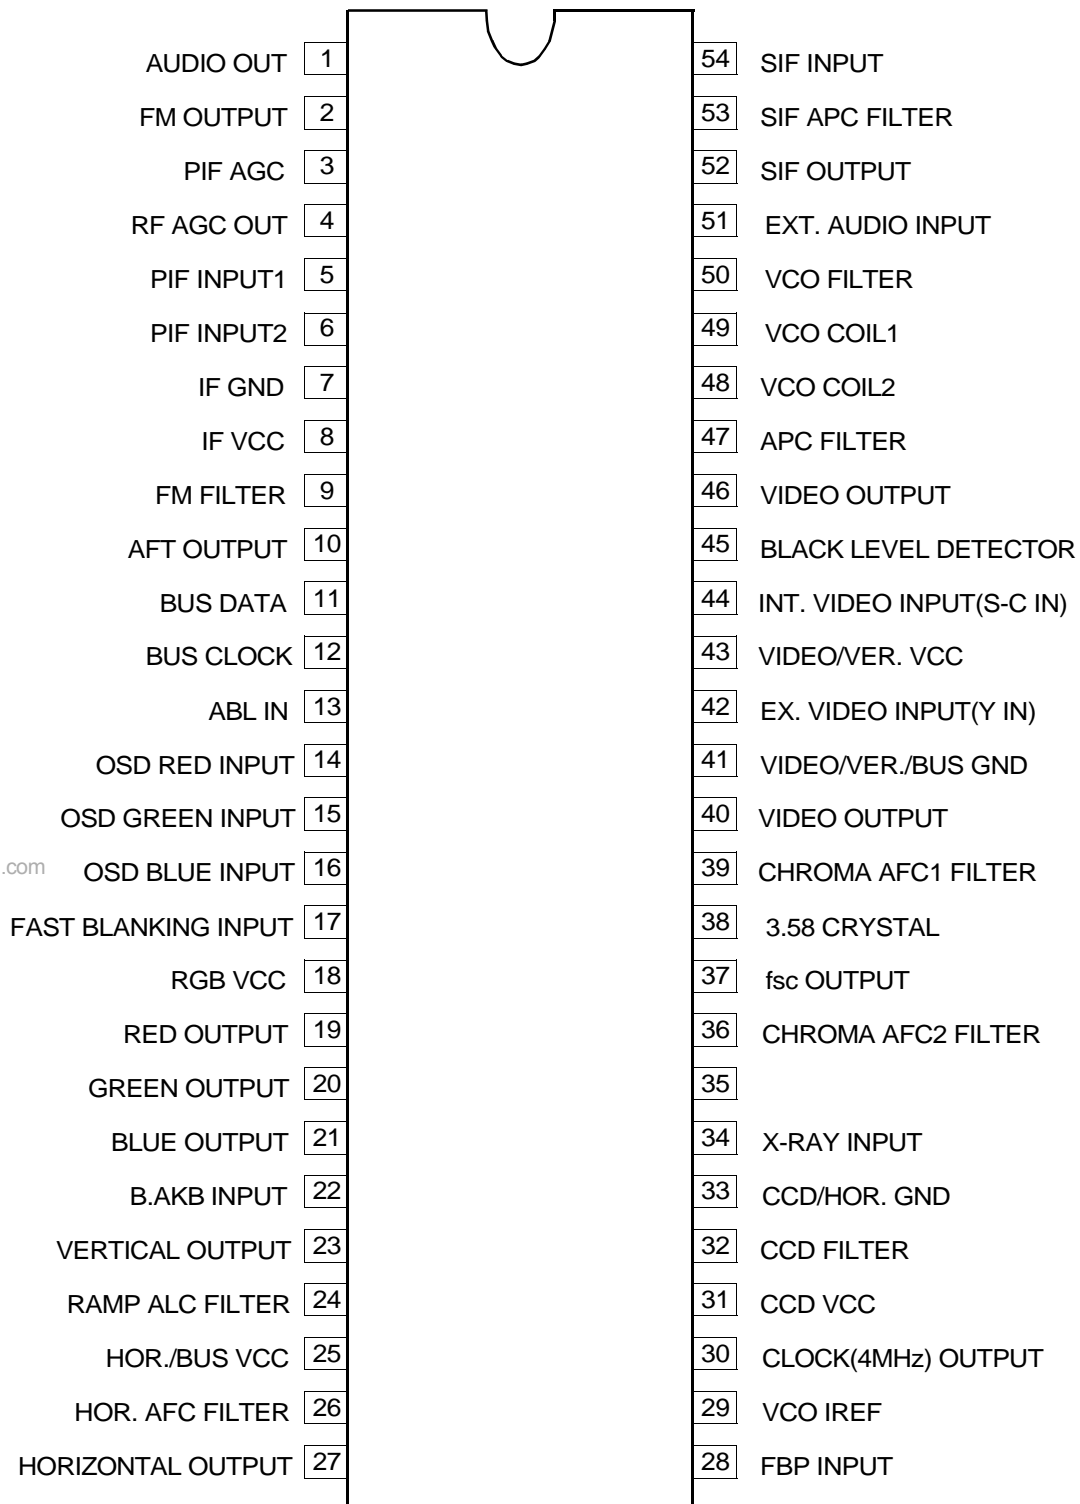 AUDIO OUT 1 54 SIF INPUT
FM OUTPUT 2 53 SIF APC FILTER
PIF AGC 3 52 SIF OUTPUT
RF AGC OUT 4 51 EXT. AUDIO INPUT
PIF INPUT1 5 50 VCO FILTER
PIF INPUT2 6 49 VCO COIL1
IF GND 7 48 VCO COIL2
IF VCC 8 47 APC FILTER
FM FILTER 9 46 VIDEO OUTPUT
AFT OUTPUT 10 45 BLACK LEVEL DETECTOR
BUS DATA 11 44 INT. VIDEO INPUT(S-C IN)
BUS CLOCK 12 43 VIDEO/VER. VCC
ABL IN 13 42 EX. VIDEO INPUT(Y IN)
OSD RED INPUT 14 41 VIDEO/VER./BUS GND
OSD GREEN INPUT 15 40 VIDEO OUTPUT
.com OSD BLUE INPUT 16 39 CHROMA AFC1 FILTER
FAST BLANKING INPUT 17 38 3.58 CRYSTAL
RGB VCC 18 37 fsc OUTPUT
RED OUTPUT 19 36 CHROMA AFC2 FILTER
GREEN OUTPUT 20 35
BLUE OUTPUT 21 34 X-RAY INPUT
B.AKB INPUT 22 33 CCD/HOR. GND
VERTICAL OUTPUT 23 32 CCD FILTER
RAMP ALC FILTER 24 31 CCD VCC
HOR./BUS VCC 25 30 CLOCK(4MHz) OUTPUT
HOR. AFC FILTER 26 29 VCO IREF
HORIZONTAL OUTPUT 27 28 FBP INPUT